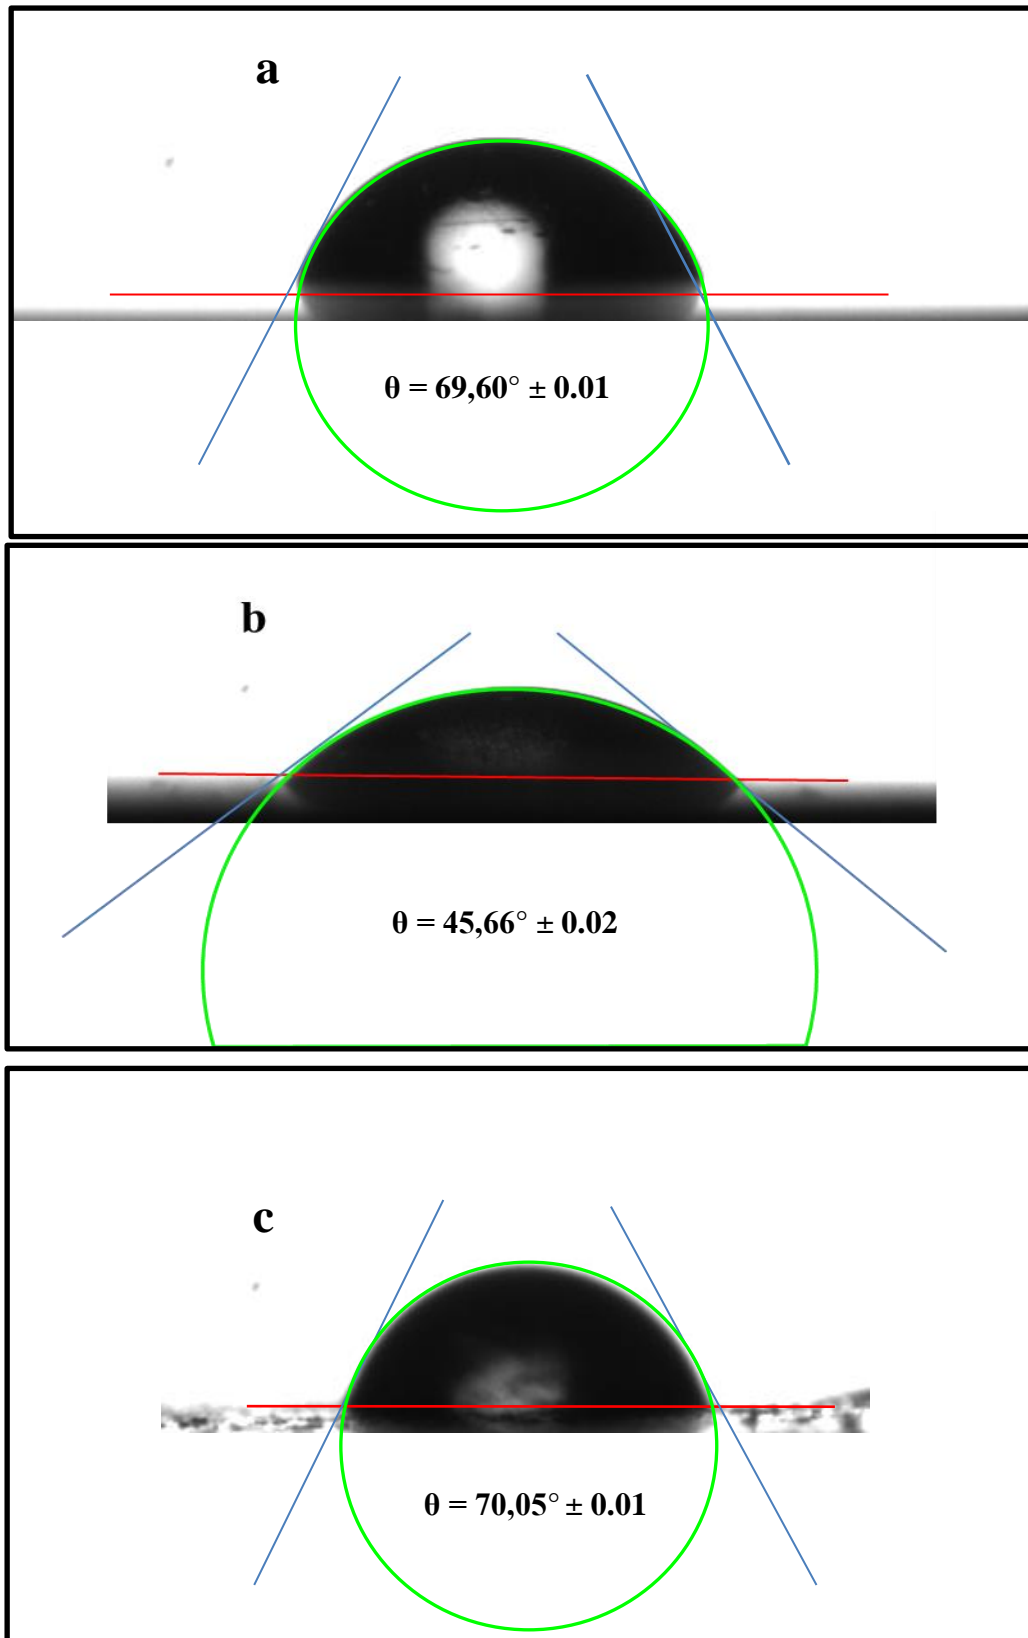 a
θ = 69,60° ± 0.01
b
θ = 45,66° ± 0.02
c
θ = 70,05° ± 0.01